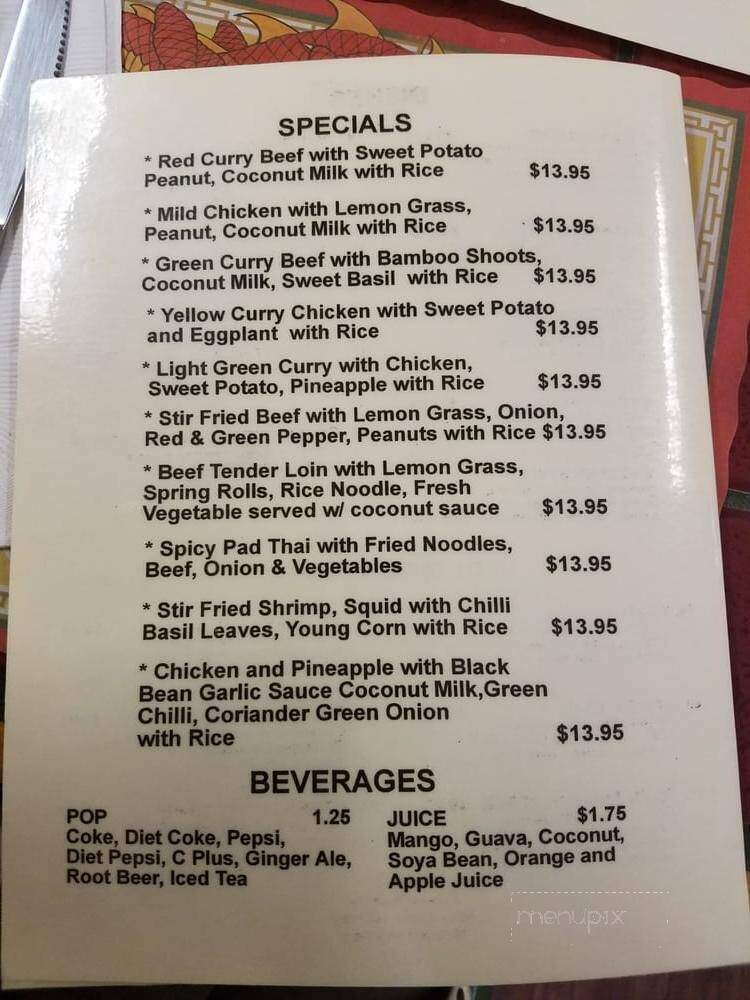 SPECIALS
* Red Curry Beef with Sweet Potato
Peanut, Coconut Milk with Rice $13.95
* Mild Chicken with Lemon Grass,
Peanut, Coconut Milk with Rice $13.95
* Green Curry Beef with Bamboo Shoots,
Coconut Milk, Sweet Basil with Rice $13.95
* Yellow Curry Chicken with Sweet Potato
and Eggplant with Rice $13.95
* Light Green Curry with Chicken,
Sweet Potato, Pineapple with Rice $13.95
* Stir Fried Beef with Lemon Grass, Onion,
Red & Green Pepper, Peanuts with Rice $13.95
* Beef Tender Loin with Lemon Grass,
Spring Rolls, Rice Noodle, Fresh
Vegetable served w/ coconut sauce $13.95
* Spicy Pad Thai with Fried Noodles,
Beef, Onion & Vegetables $13.95
* Stir Fried Shrimp, Squid with Chilli
Basil Leaves, Young Corn with Rice $13.95
* Chicken and Pineapple with Black
Bean Garlic Sauce Coconut Milk,Green
Chilli, Coriander Green Onion
with Rice $13.95
BEVERAGES
POP 1.25
Coke, Diet Coke, Pepsi,
Diet Pepsi, C Plus, Ginger Ale,
Root Beer, Iced Tea
JUICE $1.75
Mango, Guava, Coconut,
Soya Bean, Orange and
Apple Juice
menupix